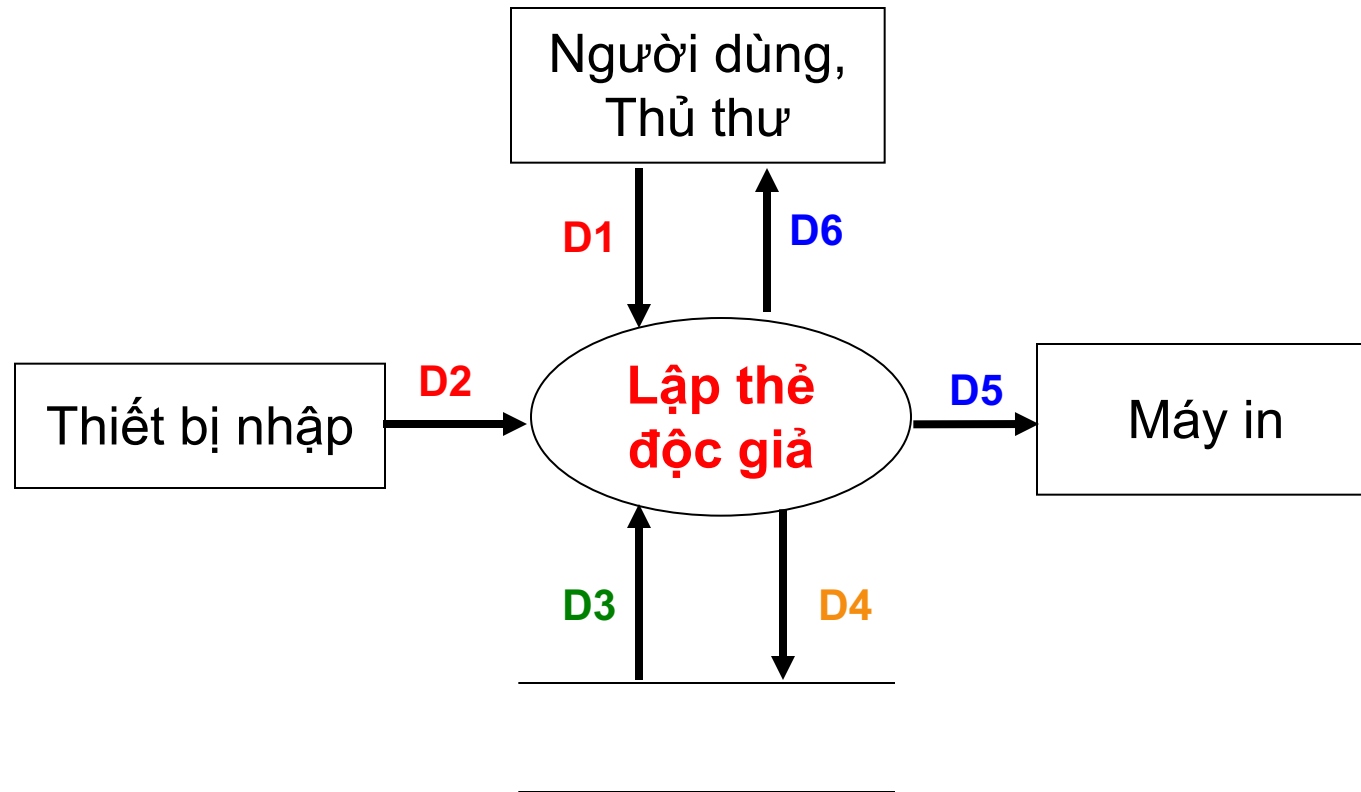 Người dùng,
Thủ thư
D1
D6
Thiết bị nhập
D2
Lập thẻ
độc giả
D5
Máy in
D3
D4